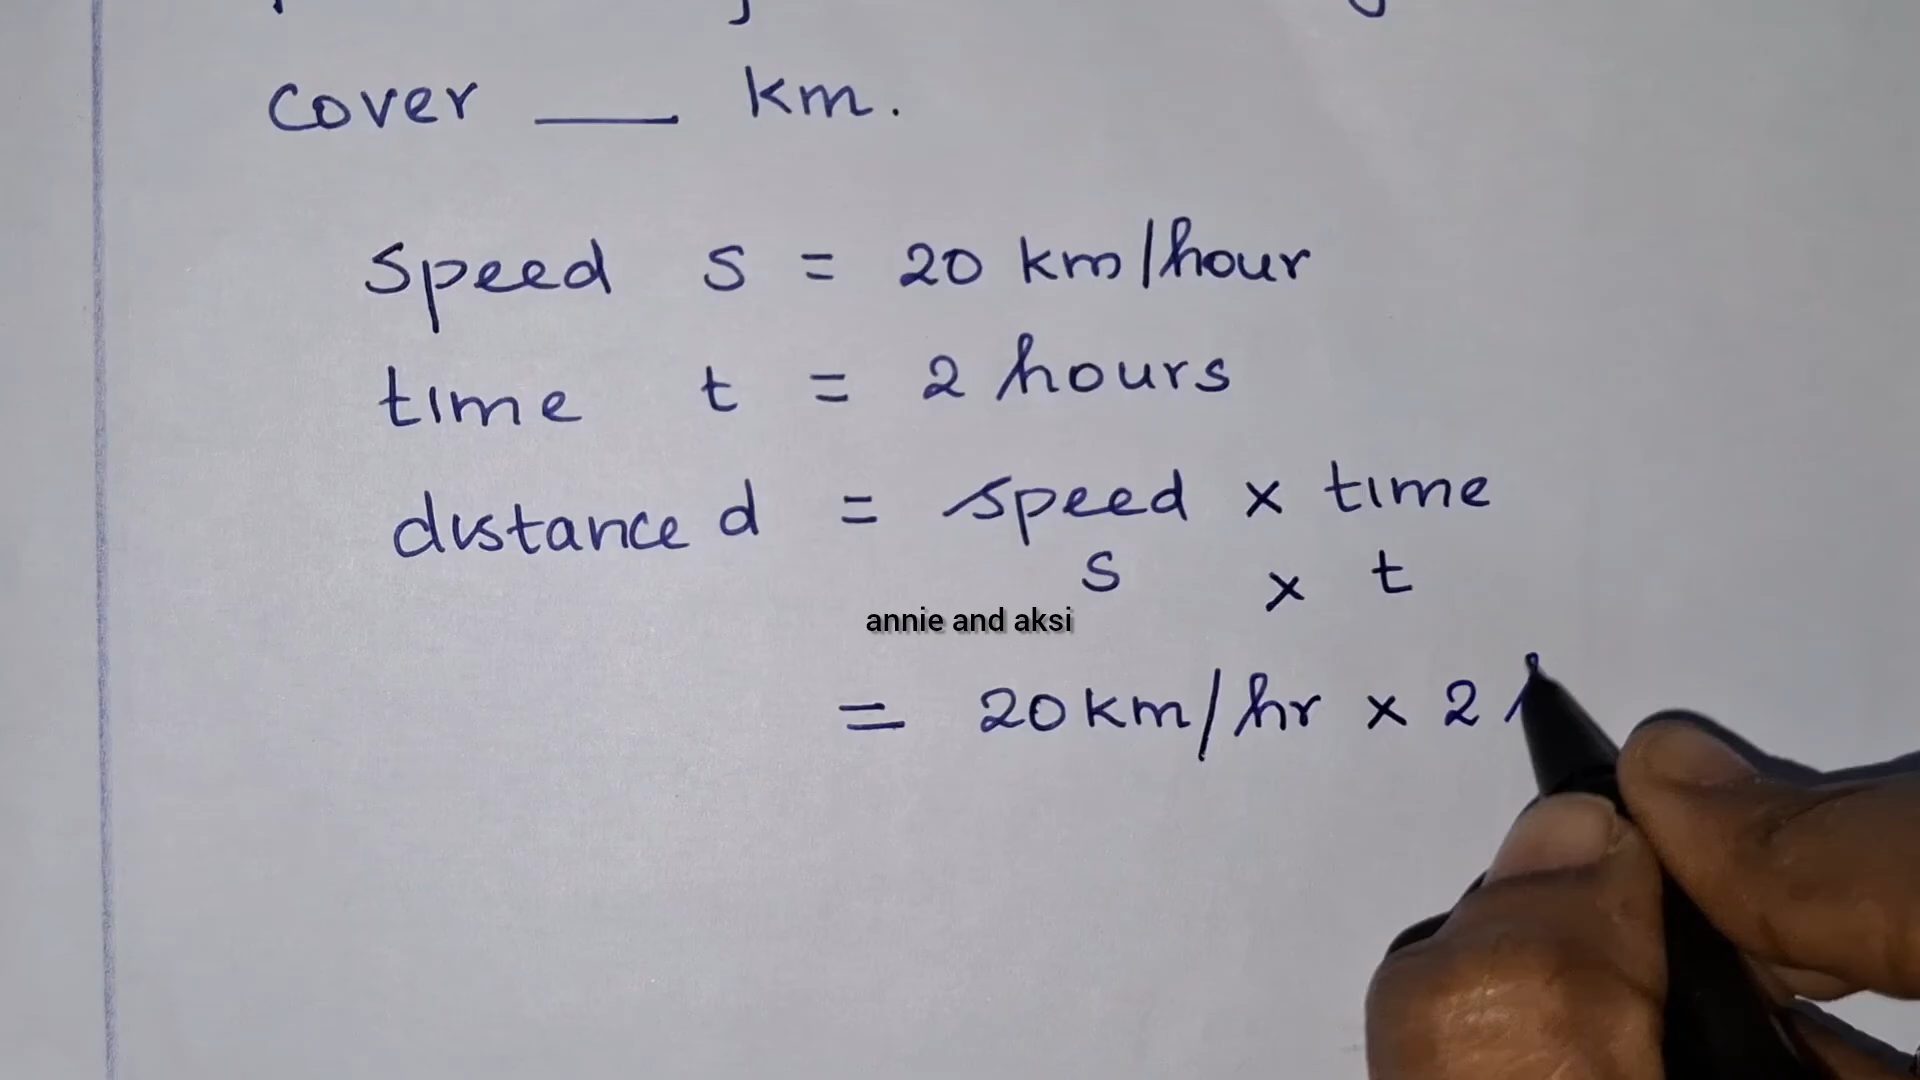 cover ___ km.
speed s = 20 km/hour
time t = 2 hours
distance d = speed x time
s x t
annie and aksi
= 20 km/hr x 2